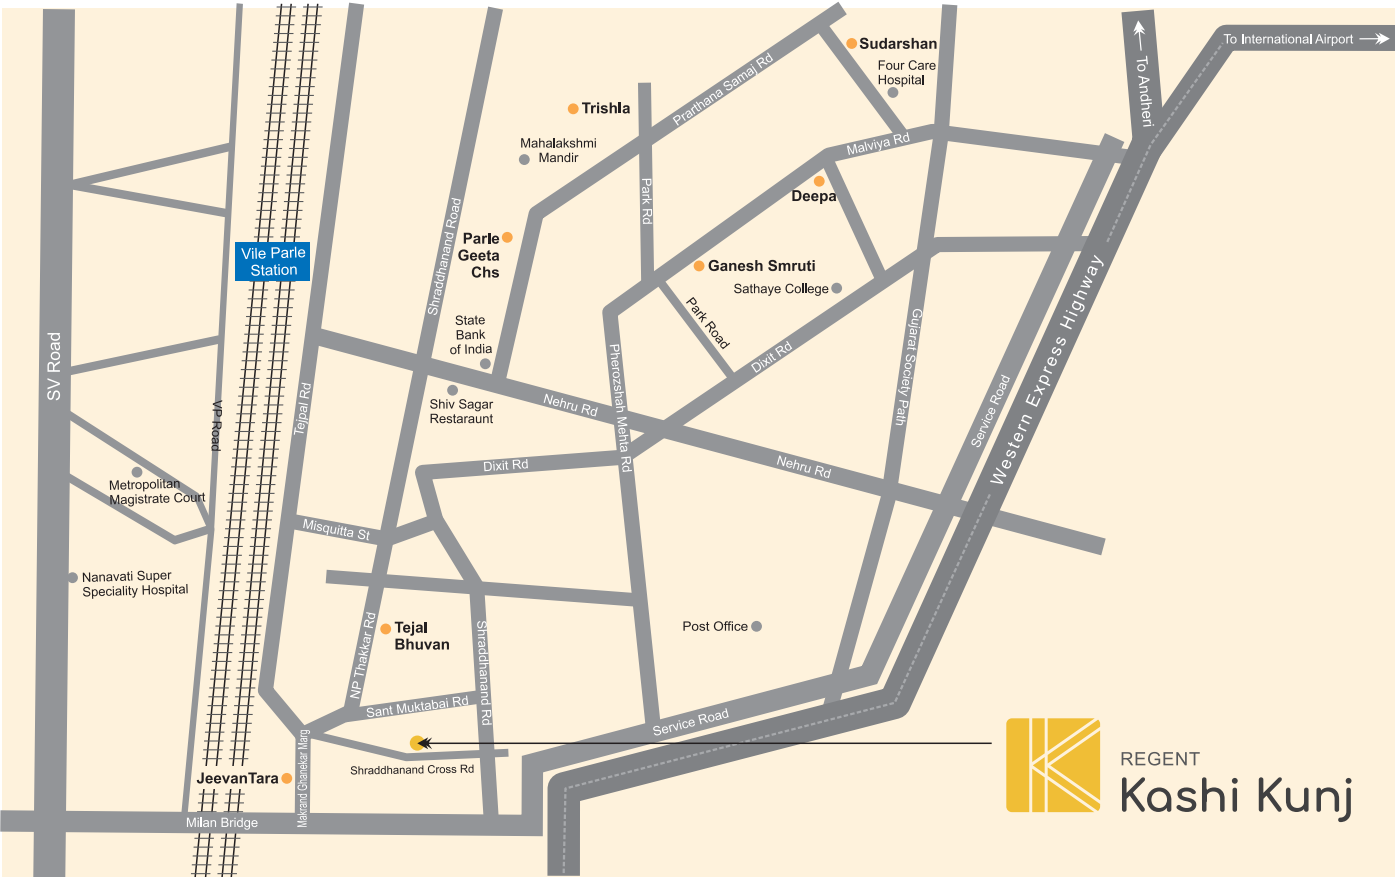 To International Airport
Sudarshan
Four Care
Hospital
To Andheri
Prarthana Samaj Rd
Trishla
Mahalakshmi
Mandir
Malviya Rd
Park Rd
Deepa
Shraddhanand Road
Parle
Geeta
Chs
Vile Parle
Station
Ganesh Smruti
Sathaye College
Park Road
State
Bank
of India
SV Road
VP Road
Tejpal Rd
Shiv Sagar
Restaraunt
Nehru Rd
Pherozshah Mehta Rd
Dixit Rd
Gujarat Society Path
Service Road
Western Express Highway
Dixit Rd
Nehru Rd
Metropolitan
Magistrate Court
Misquitta St
Nanavati Super
Speciality Hospital
NP Thakkar Rd
Tejal
Bhuvan
Shraddhanand Rd
Post Office
Sant Muktabai Rd
Service Road
Makrand Ghanekar Marg
Shraddhanand Cross Rd
JeevanTara
Milan Bridge
REGENT
Kashi Kunj